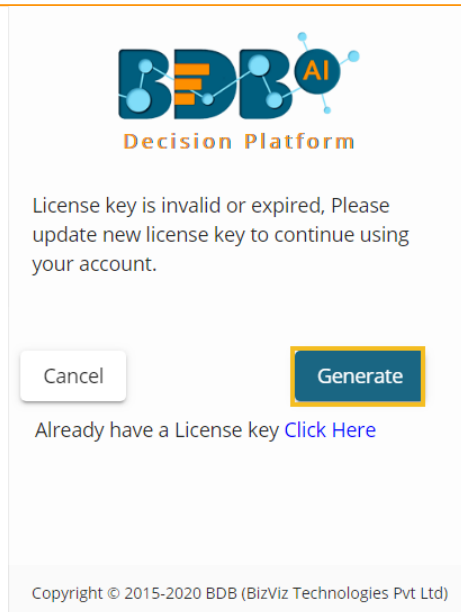 BDB AI
Decision Platform
License key is invalid or expired, Please
update new license key to continue using
your account.
Cancel Generate
Already have a License key Click Here
Copyright © 2015-2020 BDB (BizViz Technologies Pvt Ltd)